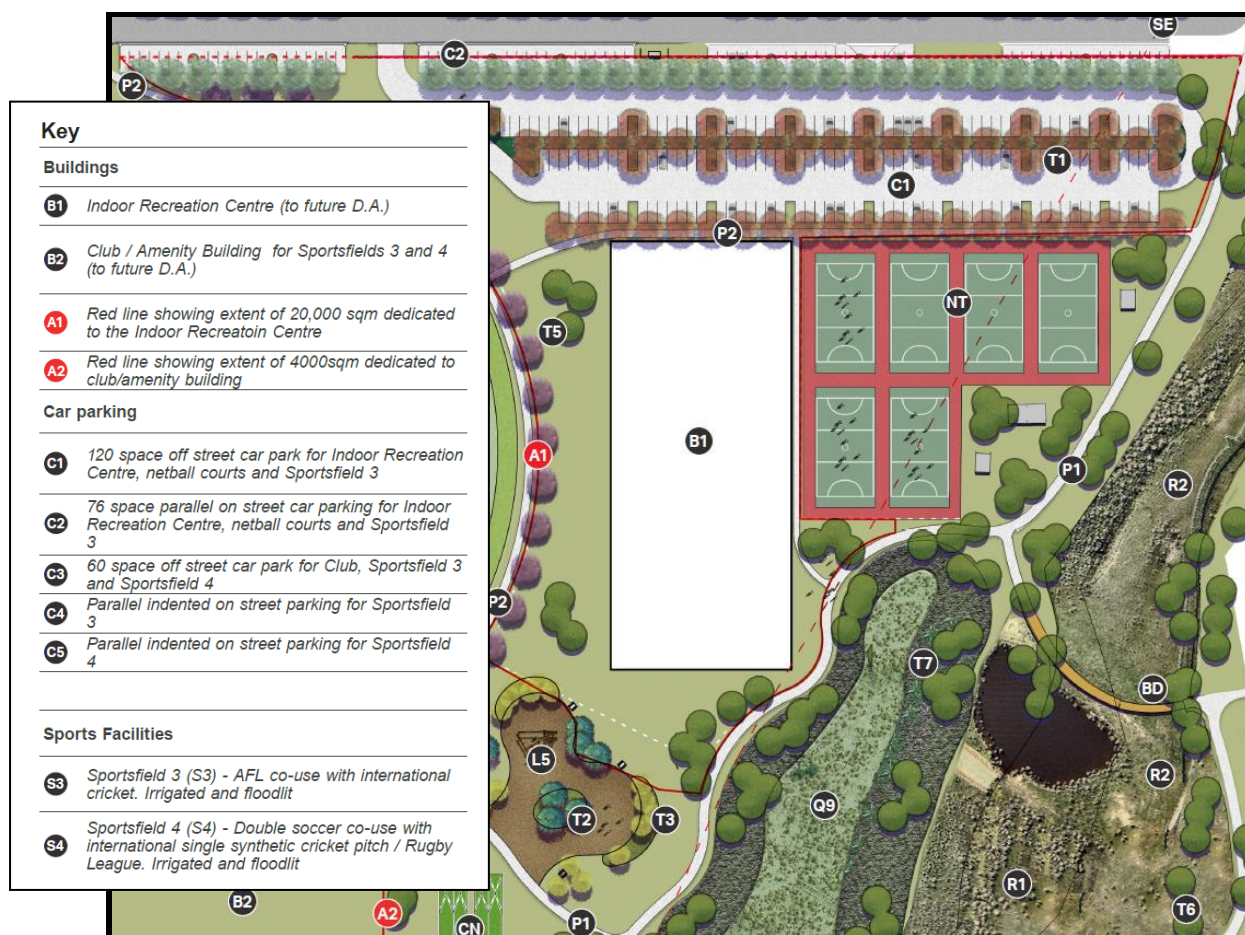 SE
C2
P2
Key
Buildings
B1 Indoor Recreation Centre (to future D.A.)
B2 Club / Amenity Building for Sportsfields 3 and 4
(to future D.A.)
A1 Red line showing extent of 20,000 sqm dedicated
to the Indoor Recreatoin Centre
A2 Red line showing extent of 4000sqm dedicated to
club/amenity building
Car parking
C1 120 space off street car park for Indoor Recreation
Centre, netball courts and Sportsfield 3
C2 76 space parallel on street car parking for Indoor
Recreation Centre, netball courts and Sportsfield
3
C3 60 space off street car park for Club, Sportsfield 3
and Sportsfield 4
C4 Parallel indented on street parking for Sportsfield
3
C5 Parallel indented on street parking for Sportsfield
4
Sports Facilities
S3 Sportsfield 3 (S3) - AFL co-use with international
cricket. Irrigated and floodlit
S4 Sportsfield 4 (S4) - Double soccer co-use with
international single synthetic cricket pitch / Rugby
League. Irrigated and floodlit
T1
C1
P2
NT
T5
B1
A1
P1
R2
P2
T7
BD
L5
R2
T2
T3
Q9
R1
B2
A2
CN
P1
T6